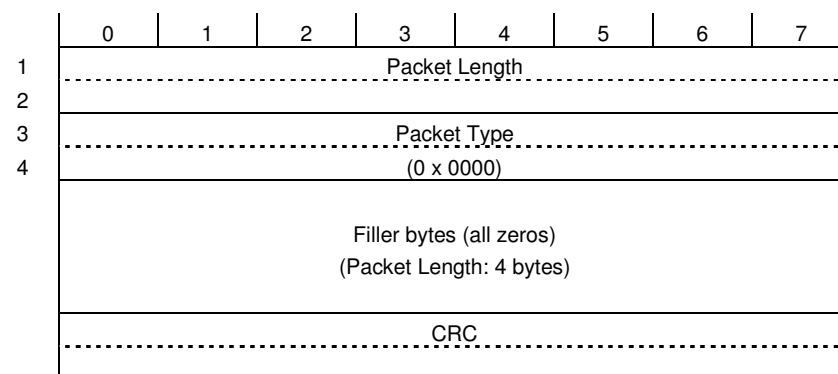 0 1 2 3 4 5 6 7
1 Packet Length
2
3 Packet Type
4 (0 x 0000)
Filler bytes (all zeros)
(Packet Length: 4 bytes)
CRC